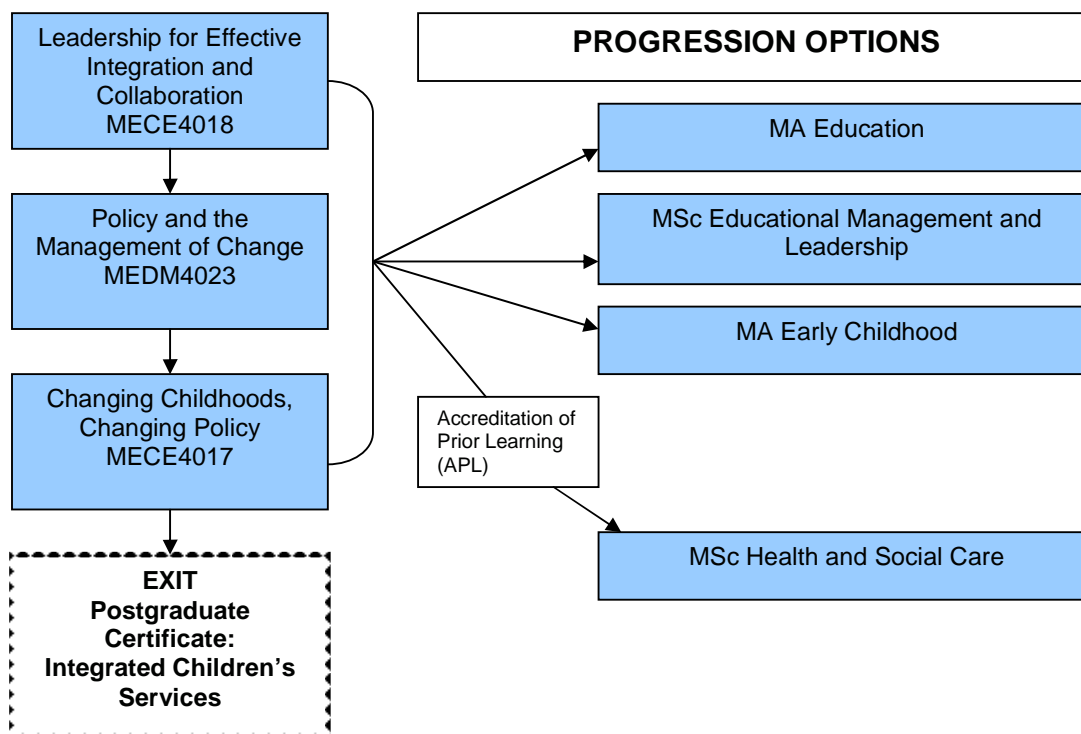 Leadership for Effective
Integration and
Collaboration
MECE4018
Policy and the
Management of Change
MEDM4023
Changing Childhoods,
Changing Policy
MECE4017
EXIT
Postgraduate
Certificate:
Integrated Children’s
Services
PROGRESSION OPTIONS
MA Education
MSc Educational Management and
Leadership
MA Early Childhood
Accreditation of
Prior Learning
(APL)
MSc Health and Social Care